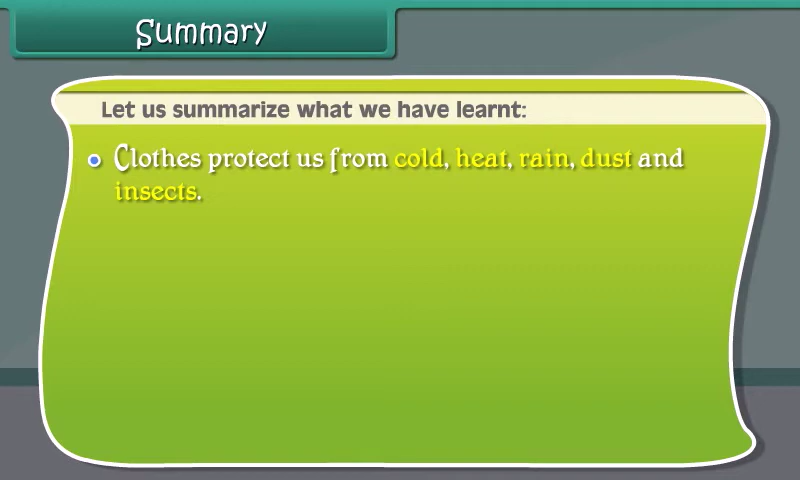 Summary
Let us summarize what we have learnt:
Clothes protect us from cold, heat, rain, dust and
insects.